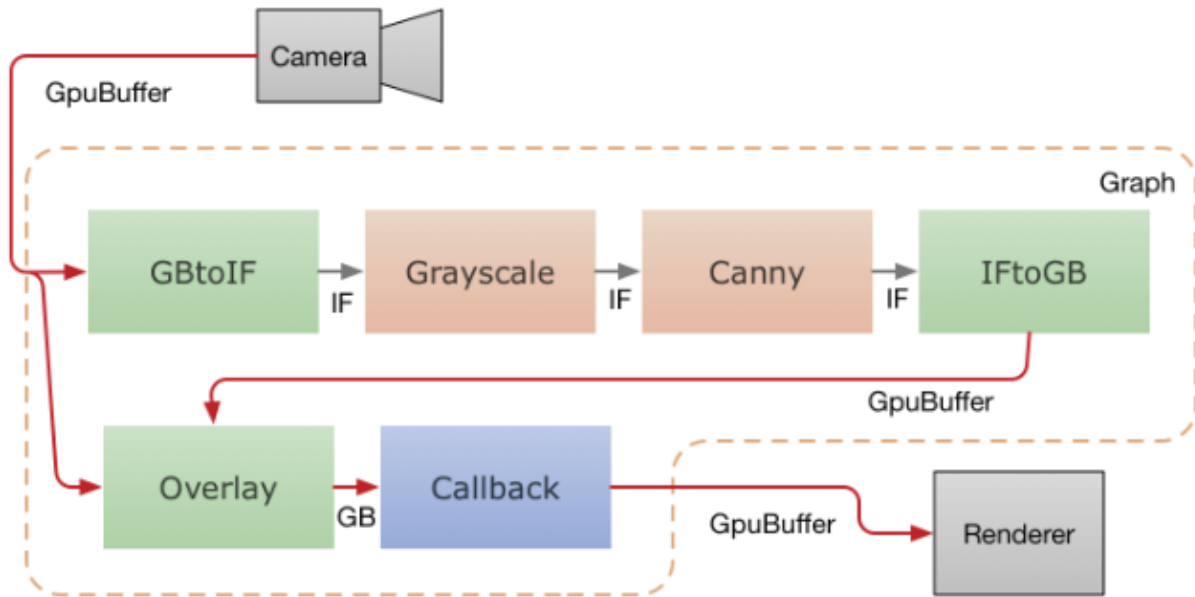 Camera
GpuBuffer
Graph
GBtoIF
IF
Grayscale
IF
Canny
IF
IFtoGB
GpuBuffer
Overlay
GB
Callback
GpuBuffer
Renderer